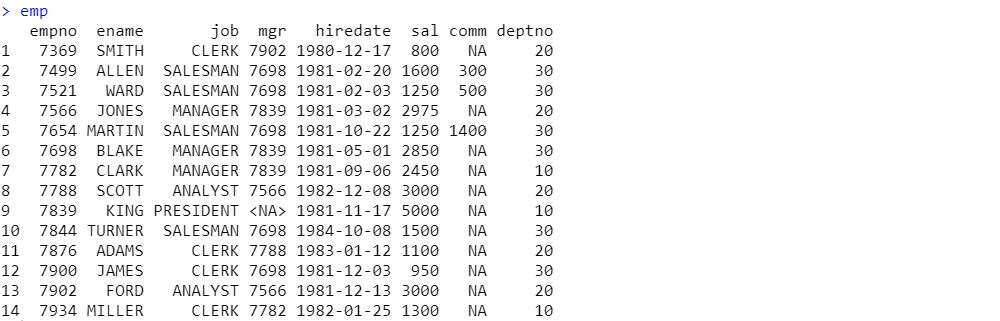 > emp
empno ename job mgr hiredate sal comm deptno
1 7369 SMITH CLERK 7902 1980-12-17 800 NA 20
2 7499 ALLEN SALESMAN 7698 1981-02-20 1600 300 30
3 7521 WARD SALESMAN 7698 1981-02-03 1250 500 30
4 7566 JONES MANAGER 7839 1981-03-02 2975 NA 20
5 7654 MARTIN SALESMAN 7698 1981-10-22 1250 1400 30
6 7698 BLAKE MANAGER 7839 1981-05-01 2850 NA 30
7 7782 CLARK MANAGER 7839 1981-09-06 2450 NA 10
8 7788 SCOTT ANALYST 7566 1982-12-08 3000 NA 20
9 7839 KING PRESIDENT <NA> 1981-11-17 5000 NA 10
10 7844 TURNER SALESMAN 7698 1984-10-08 1500 NA 30
11 7876 ADAMS CLERK 7788 1983-01-12 1100 NA 20
12 7900 JAMES CLERK 7698 1981-12-03 950 NA 30
13 7902 FORD ANALYST 7566 1981-12-13 3000 NA 20
14 7934 MILLER CLERK 7782 1982-01-25 1300 NA 10